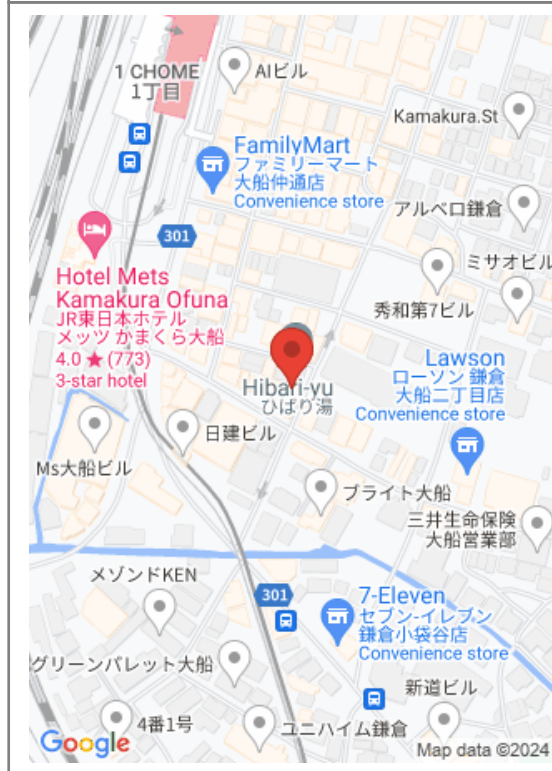 1 CHOME
1丁目
AIビル
Kamakura.St
FamilyMart
ファミリーマート
大船仲通店
Convenience store
アルベロ鎌倉
301
ミサオビル
Hotel Mets
Kamakura Ofuna
JR東日本ホテル
メッツ かまくら大船
4.0 ★ (773)
3-star hotel
秀和第7ビル
Lawson
ローソン 鎌倉
大船二丁目店
Convenience store
Hibari-yu
ひばり湯
日建ビル
Ms大船ビル
ブライト大船
三井生命保険
大船営業部
メゾンドKEN
301
7-Eleven
セブン-イレブン
鎌倉小袋谷店
Convenience store
グリーンパレット大船
新道ビル
4番1号
ユニハイム鎌倉
Google
Map data ©2024